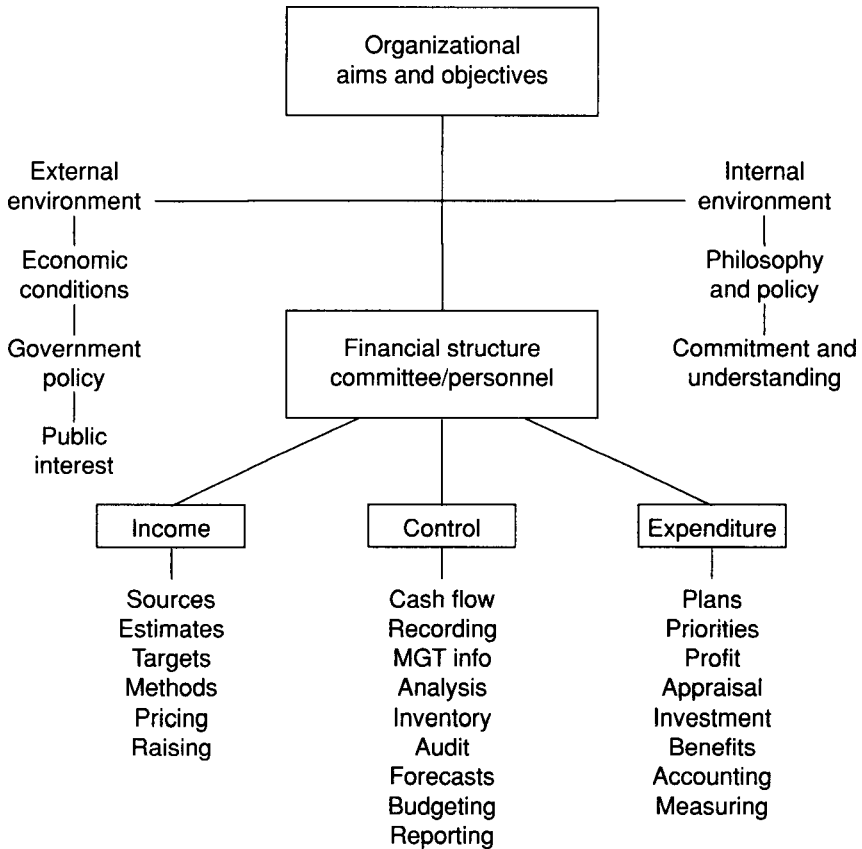 Organizational
aims and objectives
External
environment
Internal
environment
Economic
conditions
Philosophy
and policy
Government
policy
Financial structure
committee/personnel
Commitment and
understanding
Public
interest
Income
Control
Expenditure
Sources
Estimates
Targets
Methods
Pricing
Raising
Cash flow
Recording
MGT info
Analysis
Inventory
Audit
Forecasts
Budgeting
Reporting
Plans
Priorities
Profit
Appraisal
Investment
Benefits
Accounting
Measuring